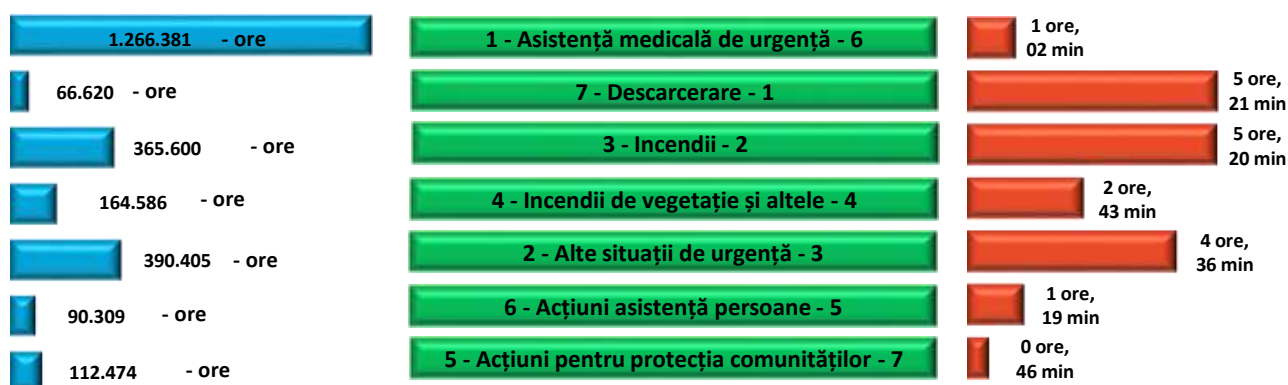 1.266.381 - ore
1 - Asistență medicală de urgență - 6
1 ore,
02 min
66.620 - ore
7 - Descarcerare - 1
5 ore,
21 min
365.600 - ore
3 - Incendii - 2
5 ore,
20 min
164.586 - ore
4 - Incendii de vegetație și altele - 4
2 ore,
43 min
390.405 - ore
2 - Alte situații de urgență - 3
4 ore,
36 min
90.309 - ore
6 - Acțiuni asistență persoane - 5
1 ore,
19 min
112.474 - ore
5 - Acțiuni pentru protecția comunităților - 7
0 ore,
46 min